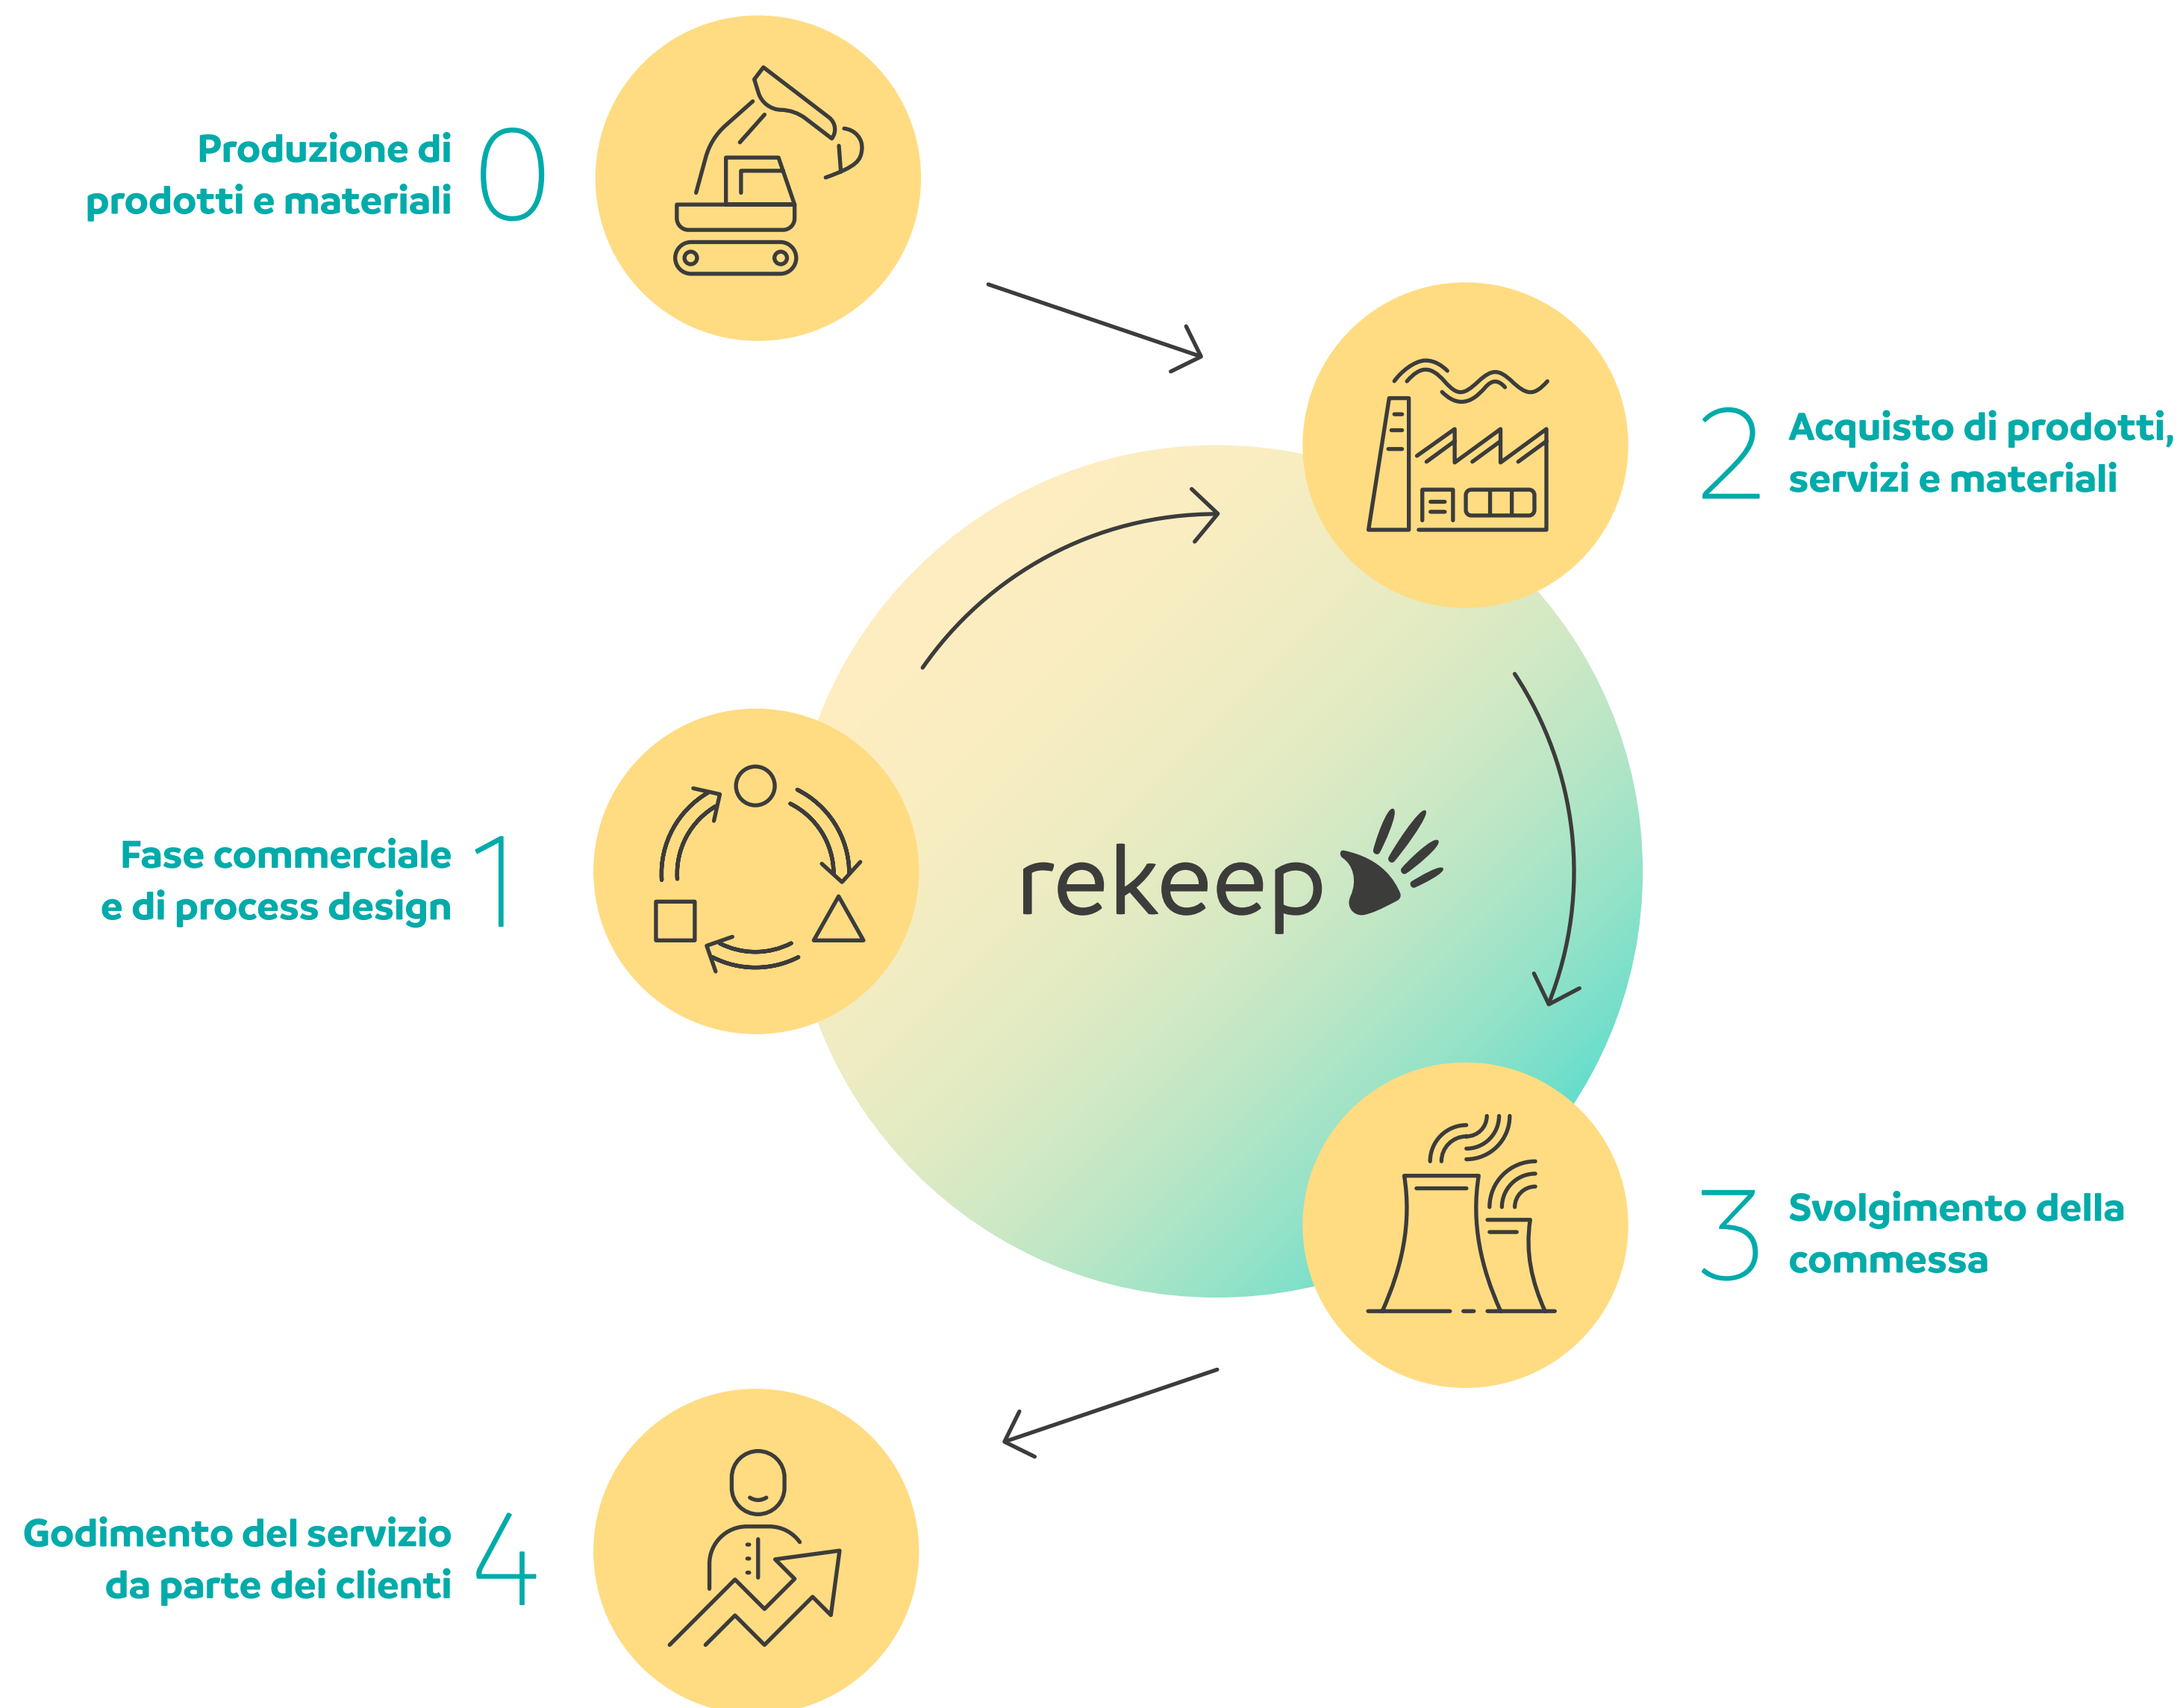 Produzione di
prodotti e materiali
0
2
Acquisto di prodotti,
servizi e materiali
Fase commerciale
e di process design
1
rekeep
3
Svolgimento della
commessa
Godimento del servizio
da parte dei clienti
4